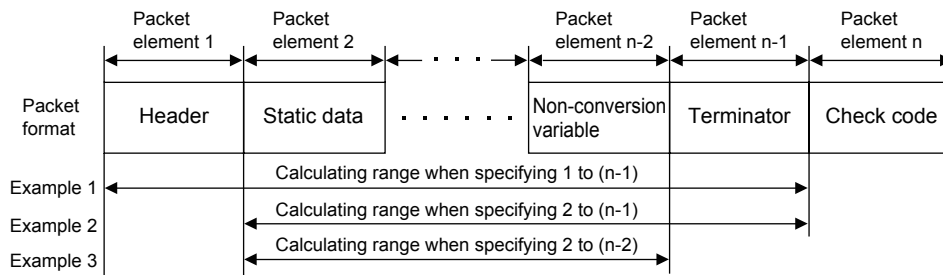 Packet element 1
Packet element 2
Packet element n-2
Packet element n-1
Packet element n
Packet format
Header
Static data
Non-conversion variable
Terminator
Check code
Example 1
Calculating range when specifying 1 to (n-1)
Example 2
Calculating range when specifying 2 to (n-1)
Example 3
Calculating range when specifying 2 to (n-2)